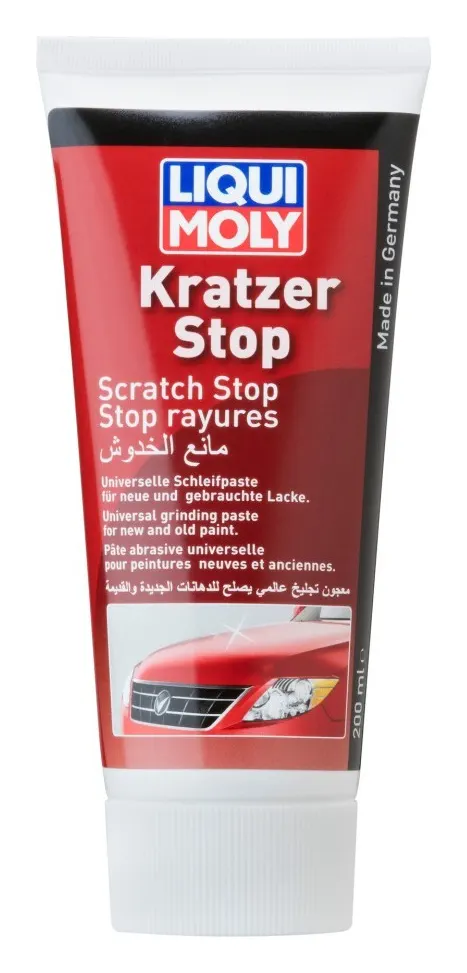 LIQUI
MOLY
Kratzer
Stop
Scratch Stop
Stop rayures
مانع الخدوش
Universelle Schleifpaste
für neue und gebrauchte Lacke.
Universal grinding paste
for new and old paint.
Pâte abrasive universelle
pour peintures neuves et anciennes.
معجون تجليخ عالمي يصلح للدهانات الجديدة والقديمة
Made in Germany
200 ml ℮